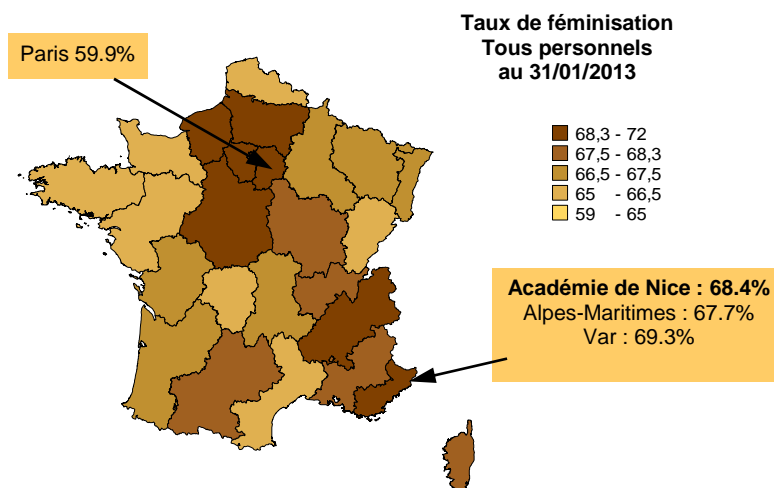 Taux de féminisation
Tous personnels
au 31/01/2013
Paris 59.9%
68,3 - 72
67,5 - 68,3
66,5 - 67,5
65 - 66,5
59 - 65
Académie de Nice : 68.4%
Alpes-Maritimes : 67.7%
Var : 69.3%